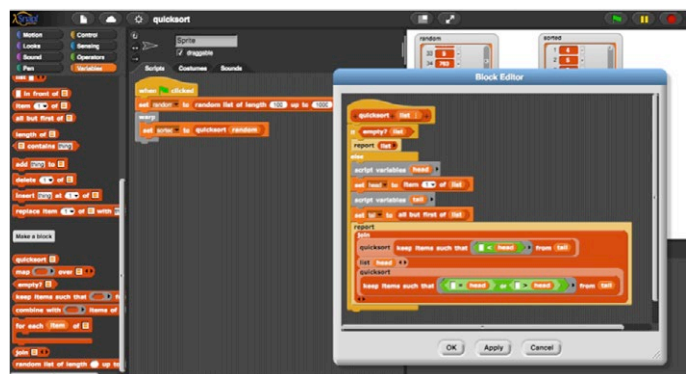 Snap!
quicksort
Motion
Control
Looks
Sensing
Sound
Operators
Pen
Variables
list
in front of
item 1 of
all but first of
length of
contains thing
add thing to
delete 1 of
insert thing at 1 of
replace item 1 of with
Make a block
quicksort
map over
empty?
keep items such that
combine with items of
for each item of
join
random list of length up to
Sprite
draggable
Scripts Costumes Sounds
when clicked
set random to random list of length 100 up to 1000
warp
set sorted to quicksort random
random
33
34
sorted
1
2
Block Editor
quicksort list
if empty? list
report list
else
script variables head
set head to item 1 of list
script variables tail
set tail to all but first of list
report
join
quicksort keep items such that < head from tail
list head
quicksort
keep items such that = head or > head from tail
OK Apply Cancel